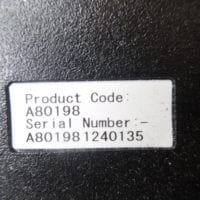 Product Code:
A80198
Serial Number:-
A801981240135